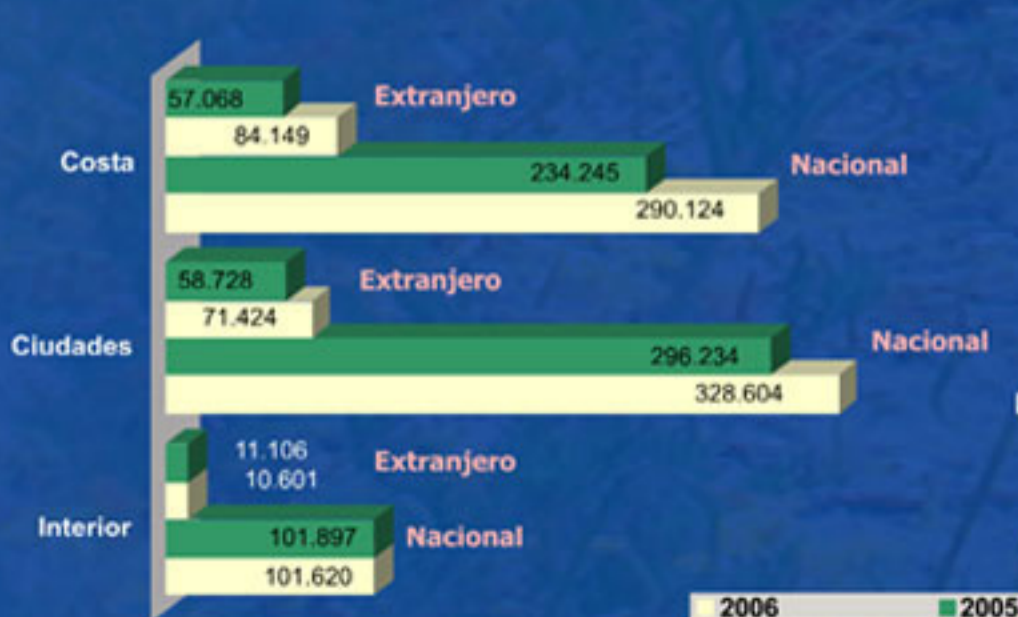 57.068 Extranjero
84.149
Costa
234.245 Nacional
290.124
58.728 Extranjero
71.424
Ciudades
296.234 Nacional
328.604
11.106
10.601
Extranjero
Interior
101.897 Nacional
101.620
2006 2005